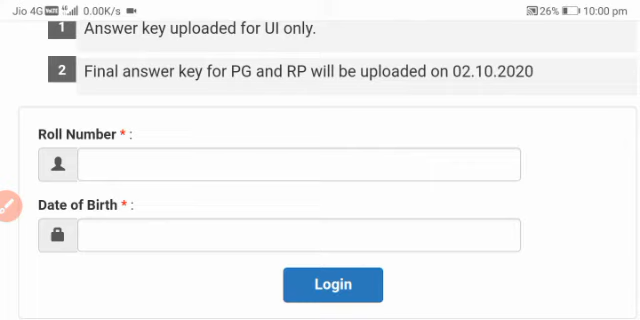 Jio 4G VoLTE 0.00K/s 26% 10:00 pm
1 Answer key uploaded for UI only.
2 Final answer key for PG and RP will be uploaded on 02.10.2020
Roll Number * :
Date of Birth * :
Login